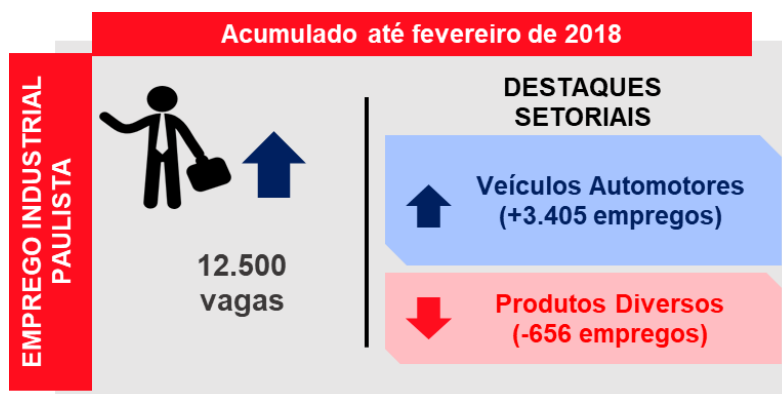 Acumulado até fevereiro de 2018
EMPREGO INDUSTRIAL
PAULISTA
12.500
vagas
DESTAQUES
SETORIAIS
Veículos Automotores
(+3.405 empregos)
Produtos Diversos
(-656 empregos)